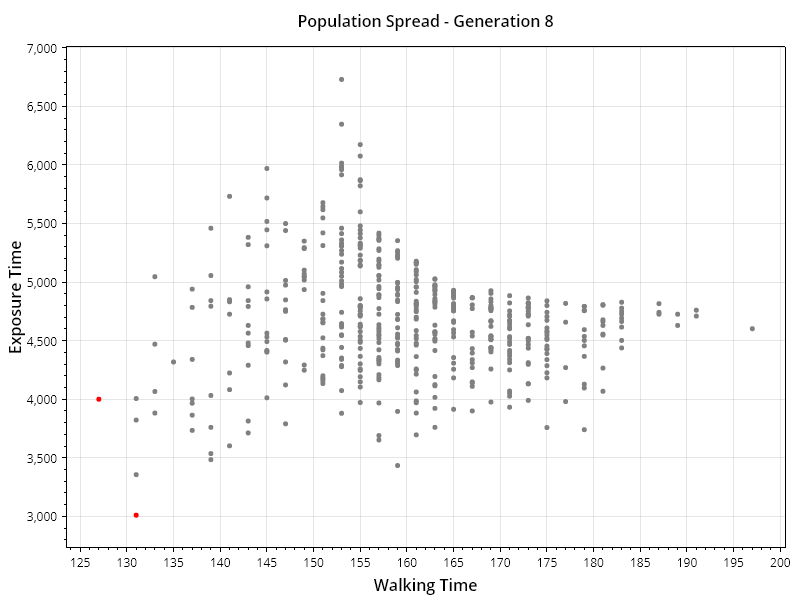 Population Spread - Generation 8
7,000
6,500
6,000
5,500
5,000
4,500
4,000
3,500
3,000
Exposure Time
125 130 135 140 145 150 155 160 165 170 175 180 185 190 195 200
Walking Time